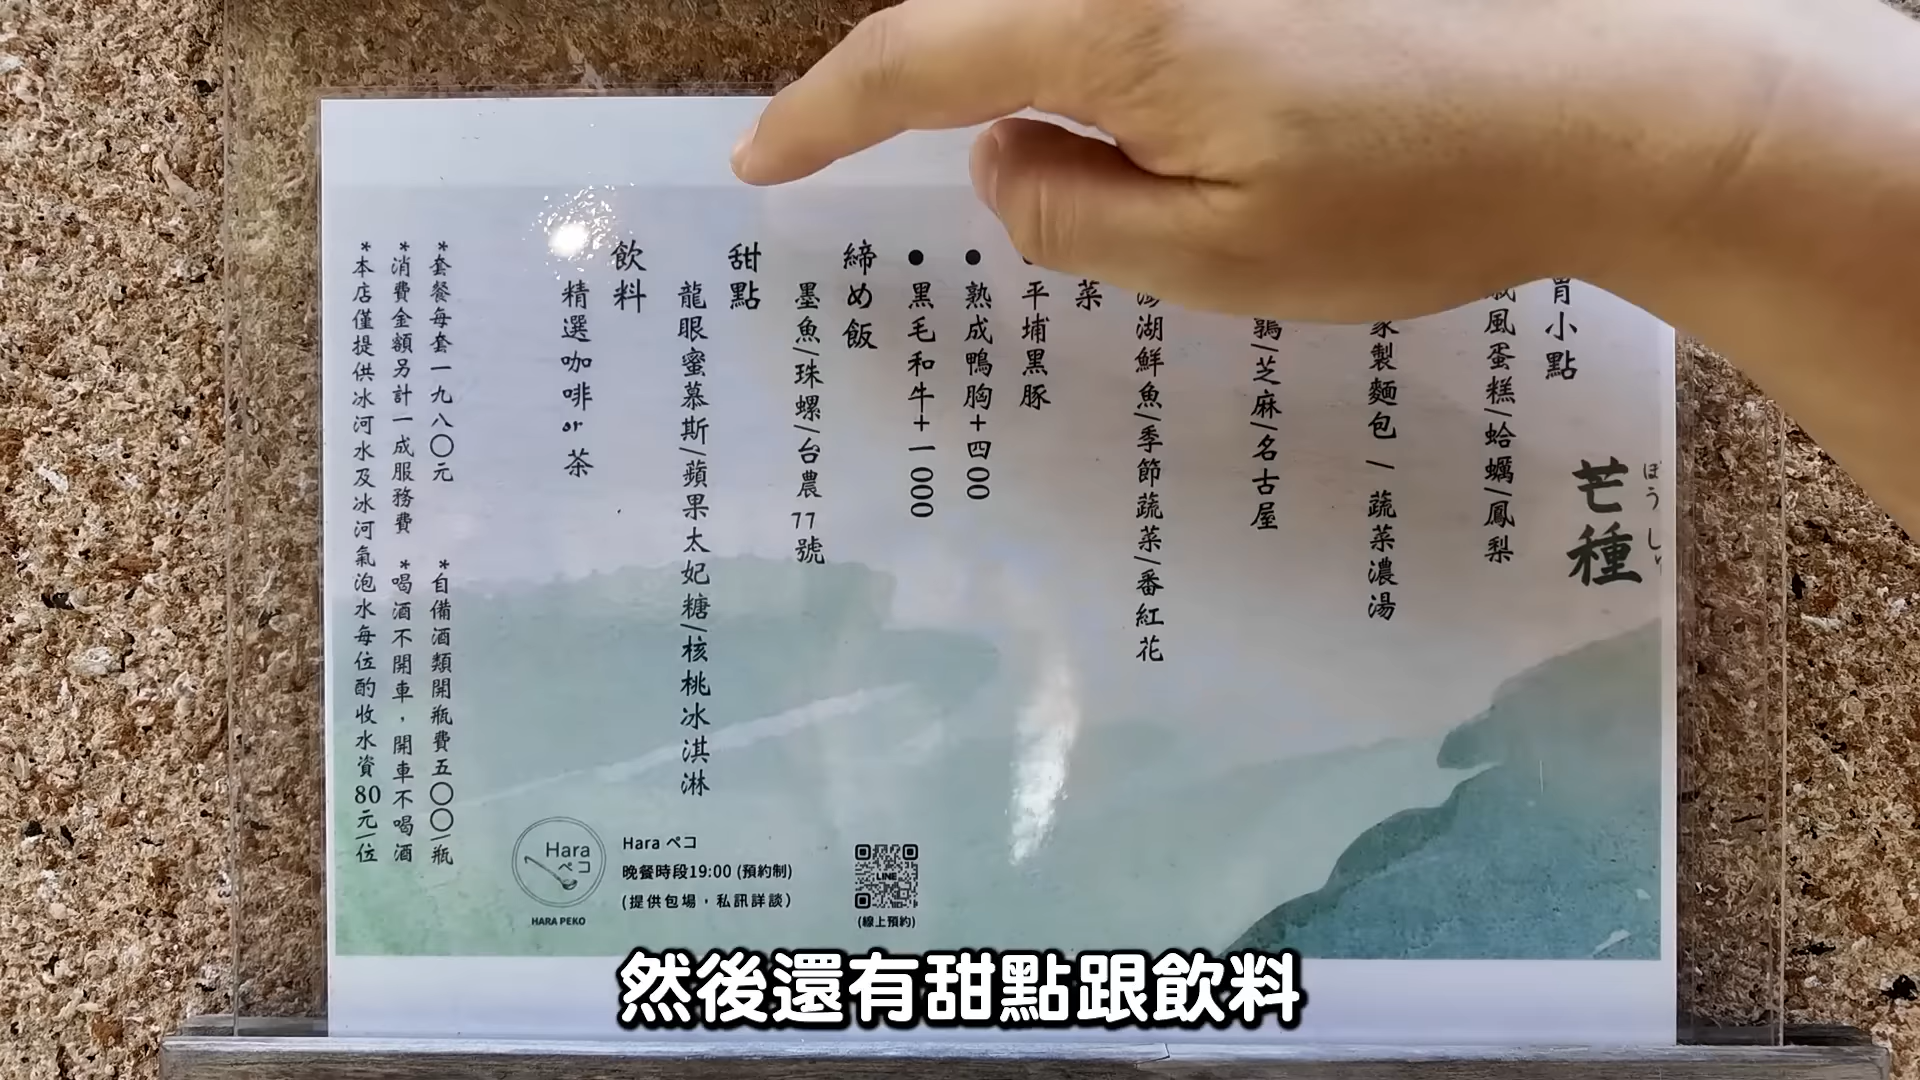 芒種
ぼうし
胃小點
風蛋糕/蛤蠣/鳳梨
家製麵包/蔬菜濃湯
鶉/芝麻/名古屋
澎湖鮮魚/季節蔬菜/番紅花
菜
平埔黑豚
●熟成鴨胸+四00
●黑毛和牛+一000
締め飯
墨魚/珠螺/台農77號
甜點
龍眼蜜慕斯/蘋果太妃糖/核桃冰淇淋
飲料
精選咖啡or茶
*套餐每套一九八〇元 *自備酒類開瓶費五〇〇/瓶
*消費金額另計一成服務費 *喝酒不開車，開車不喝酒
*本店僅提供冰河水及冰河氣泡水每位酌收水資80元/位
Hara
ペコ
HARA PEKO
Hara ペコ
晚餐時段19:00 (預約制)
(提供包場，私訊詳談)
LINE
(線上預約)
然後還有甜點跟飲料